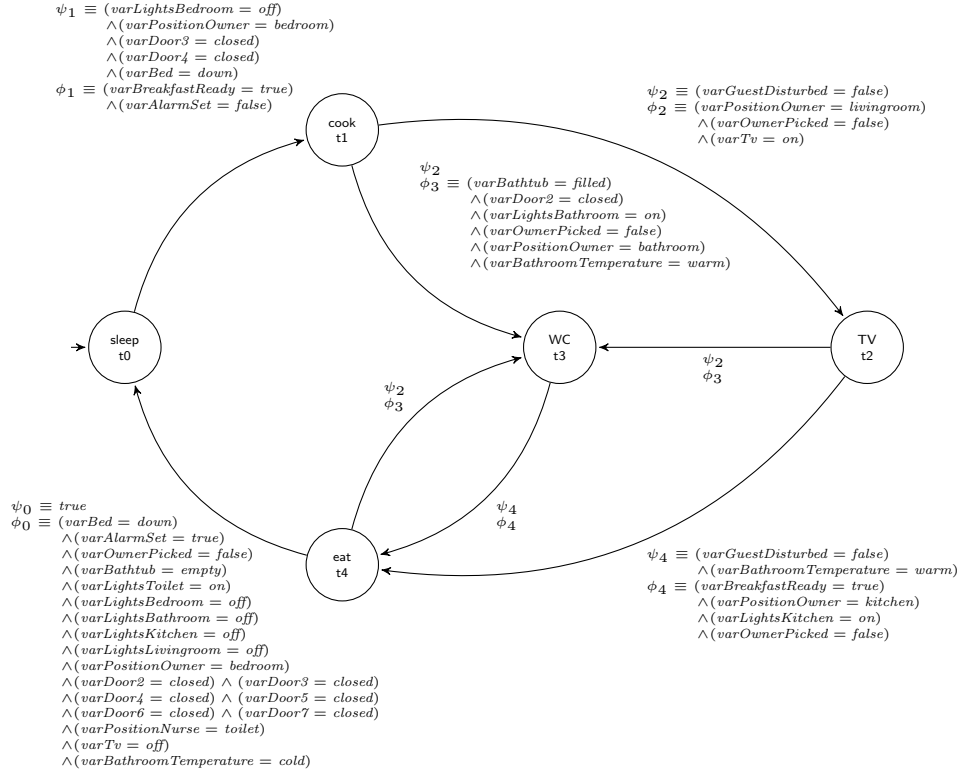 ψ1 ≡ (varLightsBedroom = off)
∧(varPositionOwner = bedroom)
∧(varDoor3 = closed)
∧(varDoor4 = closed)
∧(varBed = down)
ϕ1 ≡ (varBreakfastReady = true)
∧(varAlarmSet = false)
cook
t1
ψ2 ≡ (varGuestDisturbed = false)
ϕ2 ≡ (varPositionOwner = livingroom)
∧(varOwnerPicked = false)
∧(varTv = on)
ψ2
ϕ3 ≡ (varBathtub = filled)
∧(varDoor2 = closed)
∧(varLightsBathroom = on)
∧(varOwnerPicked = false)
∧(varPositionOwner = bathroom)
∧(varBathroomTemperature = warm)
sleep
t0
WC
t3
TV
t2
ψ2
ϕ3
ψ2
ϕ3
ψ4
ϕ4
ψ0 ≡ true
ϕ0 ≡ (varBed = down)
∧(varAlarmSet = true)
∧(varOwnerPicked = false)
∧(varBathtub = empty)
∧(varLightsToilet = on)
∧(varLightsBedroom = off)
∧(varLightsBathroom = off)
∧(varLightsKitchen = off)
∧(varLightsLivingroom = off)
∧(varPositionOwner = bedroom)
∧(varDoor2 = closed) ∧ (varDoor3 = closed)
∧(varDoor4 = closed) ∧ (varDoor5 = closed)
∧(varDoor6 = closed) ∧ (varDoor7 = closed)
∧(varPositionNurse = toilet)
∧(varTv = off)
∧(varBathroomTemperature = cold)
eat
t4
ψ4 ≡ (varGuestDisturbed = false)
∧(varBathroomTemperature = warm)
ϕ4 ≡ (varBreakfastReady = true)
∧(varPositionOwner = kitchen)
∧(varLightsKitchen = on)
∧(varOwnerPicked = false)